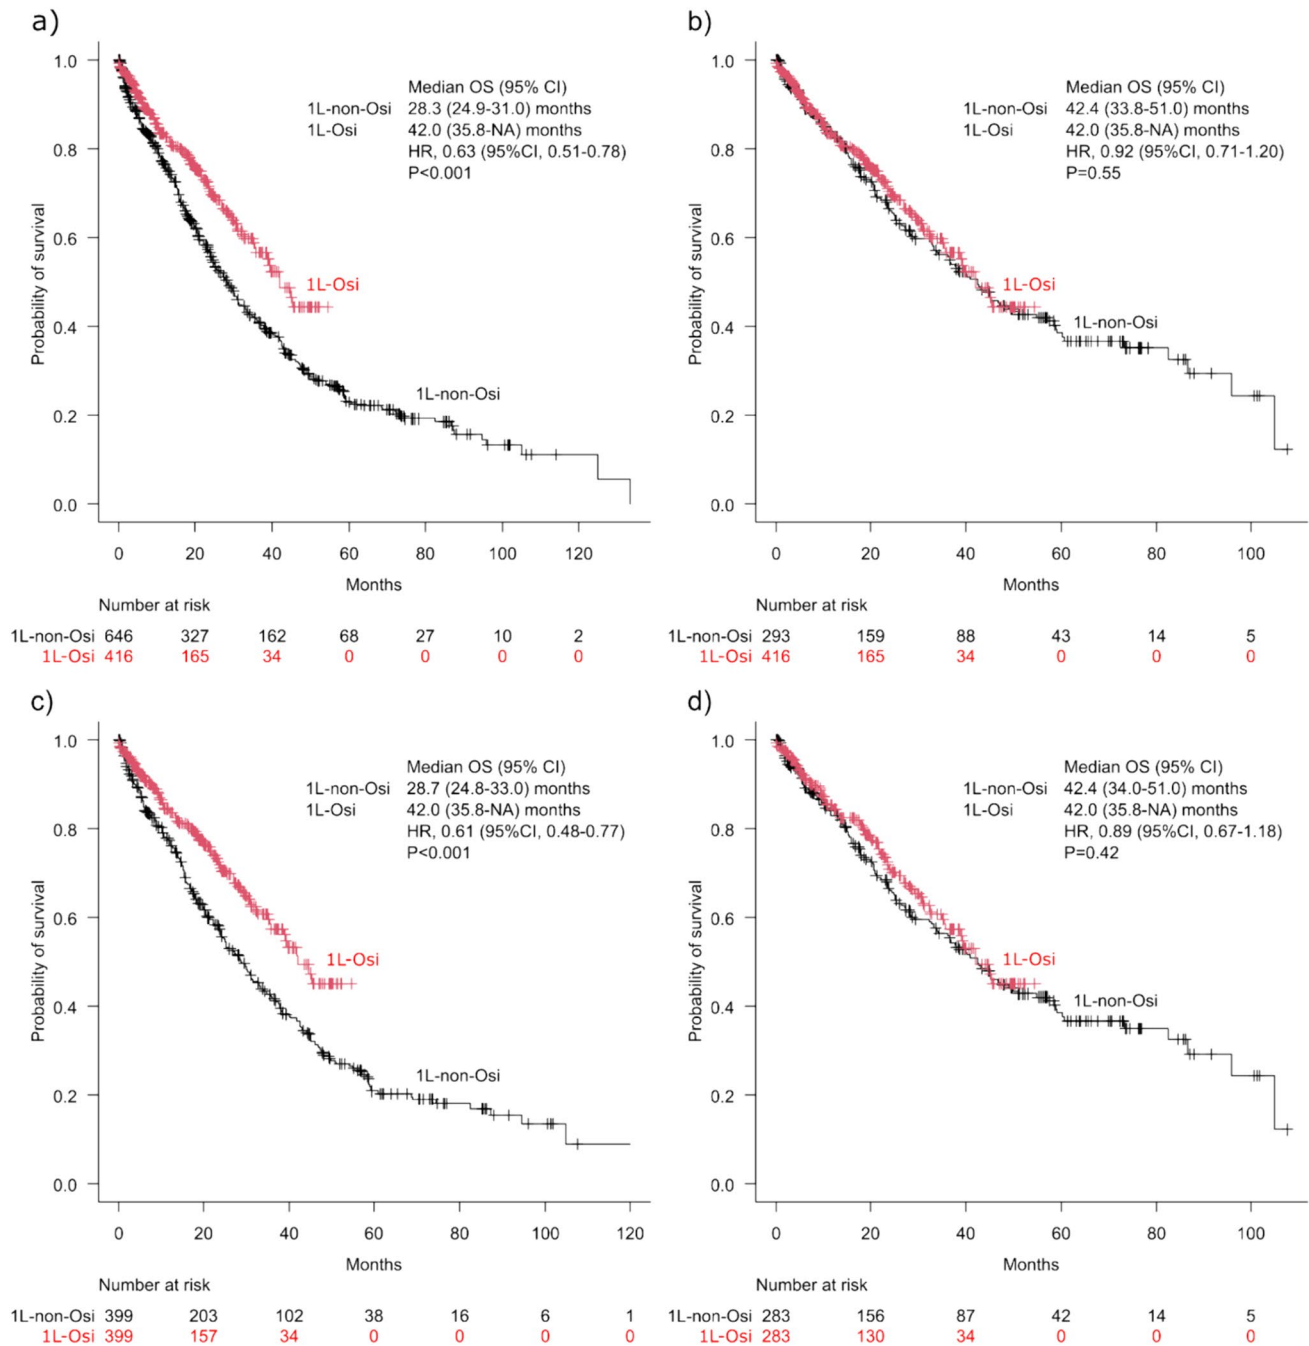 a)
Probability of survival
1.0
0.8
0.6
0.4
0.2
0.0
Median OS (95% CI)
1L-non-Osi 28.3 (24.9-31.0) months
1L-Osi 42.0 (35.8-NA) months
HR, 0.63 (95%CI, 0.51-0.78)
P<0.001
1L-Osi
1L-non-Osi
0 20 40 60 80 100 120
Months
Number at risk
1L-non-Osi 646 327 162 68 27 10 2
1L-Osi 416 165 34 0 0 0 0
b)
Probability of survival
1.0
0.8
0.6
0.4
0.2
0.0
Median OS (95% CI)
1L-non-Osi 42.4 (33.8-51.0) months
1L-Osi 42.0 (35.8-NA) months
HR, 0.92 (95%CI, 0.71-1.20)
P=0.55
1L-Osi
1L-non-Osi
0 20 40 60 80 100
Months
Number at risk
1L-non-Osi 293 159 88 43 14 5
1L-Osi 416 165 34 0 0 0
c)
Probability of survival
1.0
0.8
0.6
0.4
0.2
0.0
Median OS (95% CI)
1L-non-Osi 28.7 (24.8-33.0) months
1L-Osi 42.0 (35.8-NA) months
HR, 0.61 (95%CI, 0.48-0.77)
P<0.001
1L-Osi
1L-non-Osi
0 20 40 60 80 100 120
Months
Number at risk
1L-non-Osi 399 203 102 38 16 6 1
1L-Osi 399 157 34 0 0 0 0
d)
Probability of survival
1.0
0.8
0.6
0.4
0.2
0.0
Median OS (95% CI)
1L-non-Osi 42.4 (34.0-51.0) months
1L-Osi 42.0 (35.8-NA) months
HR, 0.89 (95%CI, 0.67-1.18)
P=0.42
1L-Osi
1L-non-Osi
0 20 40 60 80 100
Months
Number at risk
1L-non-Osi 283 156 87 42 14 5
1L-Osi 283 130 34 0 0 0